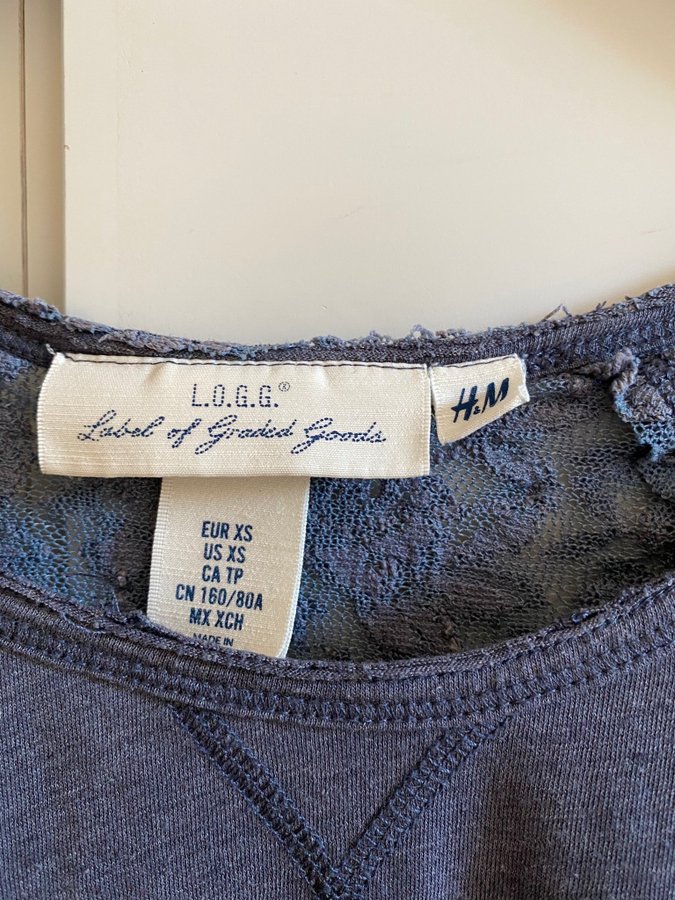 L.O.G.G.®
Label of Graded Goods
H&M
EUR XS
US XS
CA TP
CN 160/80A
MX XCH
MADE IN